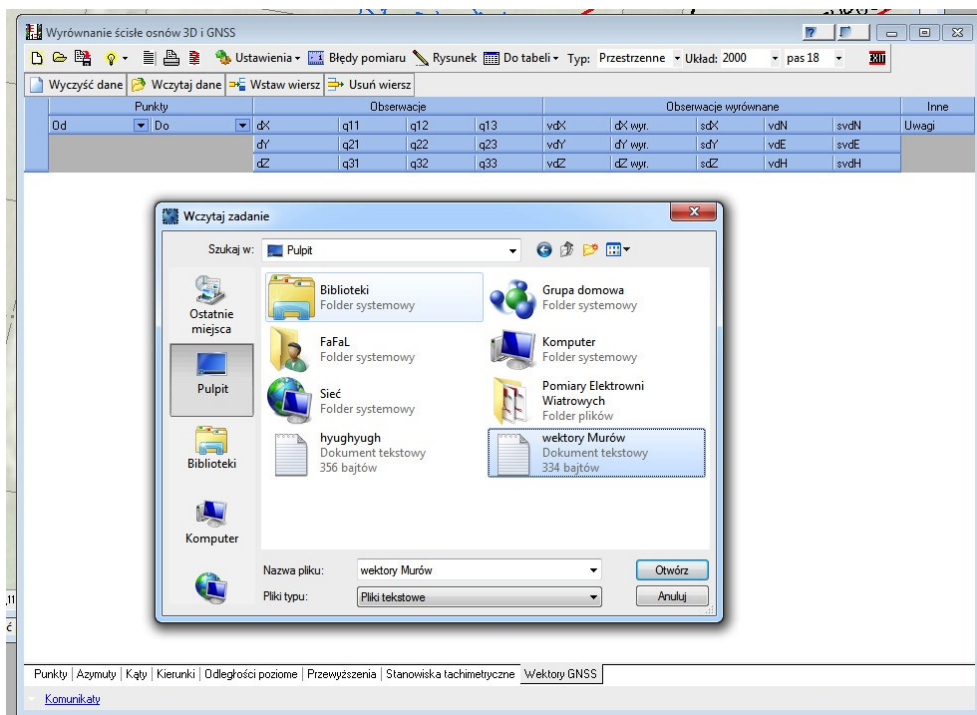 Wyrównanie ścisłe osnów 3D i GNSS
Ustawienia Błędy pomiaru Rysunek Do tabeli Typ: Przestrzenne Układ: 2000 pas 18
Wyczyść dane Wczytaj dane Wstaw wiersz Usuń wiersz
Punkty Obserwacje Obserwacje wyrównane Inne
Od Do dX q11 q12 q13 vdX dX wyr. sdX vdN svdN Uwagi
dY q21 q22 q23 vdY dY wyr. sdY vdE svdE
dZ q31 q32 q33 vdZ dZ wyr. sdZ vdH svdH
Wczytaj zadanie
Szukaj w: Pulpit
Ostatnie miejsca
Pulpit
Biblioteki
Komputer
Biblioteki
Folder systemowy
Grupa domowa
Folder systemowy
FaFaL
Folder systemowy
Komputer
Folder systemowy
Sieć
Folder systemowy
Pomiary Elektrowni
Wiatrowych
Folder plików
hyughyugh
Dokument tekstowy
356 bajtów
wektory Murów
Dokument tekstowy
334 bajtów
Nazwa pliku: wektory Murów Otwórz
Pliki typu: Pliki tekstowe Anuluj
Punkty Azymuty Kąty Kierunki Odległości poziome Przewyższenia Stanowiska tachimetryczne Wektory GNSS
Komunikaty